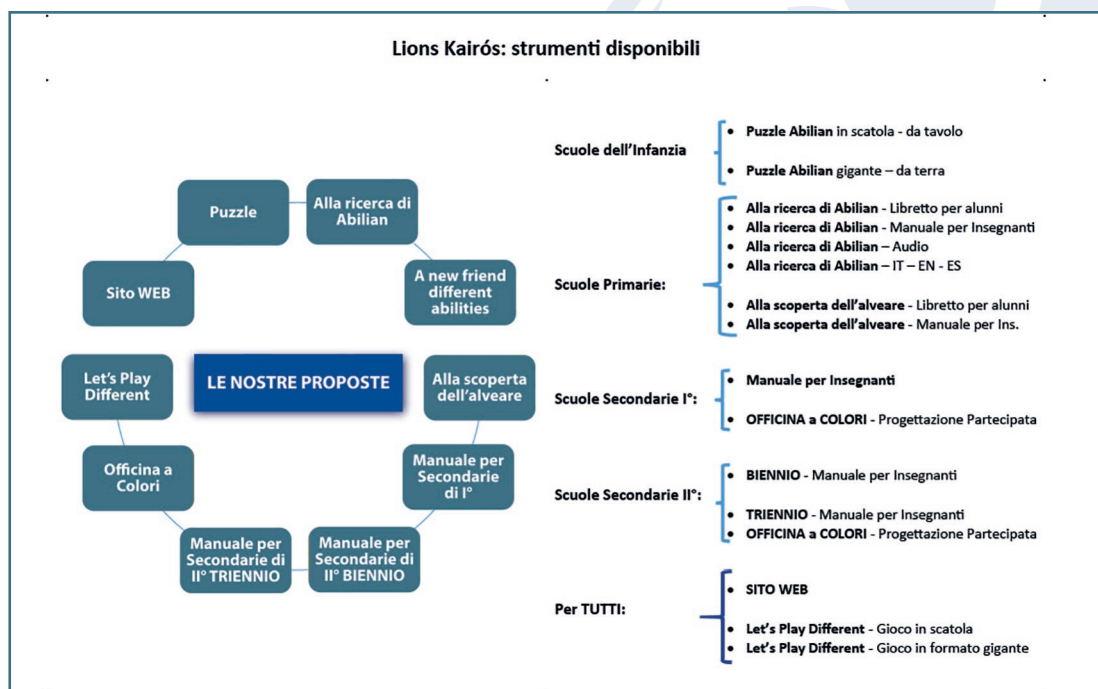 Lions Kairós: strumenti disponibili
Puzzle
Alla ricerca di
Abilian
A new friend
different
abilities
Alla scoperta
dell'alveare
Manuale per
Secondarie
di I°
Manuale per
Secondarie di
II° BIENNIO
Manuale per
Secondarie di
II° TRIENNIO
Officina a
Colori
Let's Play
Different
Sito WEB
LE NOSTRE PROPOSTE
Scuole dell'Infanzia
• Puzzle Abilian in scatola - da tavolo
• Puzzle Abilian gigante – da terra
Scuole Primarie:
• Alla ricerca di Abilian - Libretto per alunni
• Alla ricerca di Abilian - Manuale per Insegnanti
• Alla ricerca di Abilian – Audio
• Alla ricerca di Abilian – IT – EN - ES
• Alla scoperta dell'alveare - Libretto per alunni
• Alla scoperta dell'alveare - Manuale per Ins.
Scuole Secondarie I°:
• Manuale per Insegnanti
• OFFICINA a COLORI - Progettazione Partecipata
Scuole Secondarie II°:
• BIENNIO - Manuale per Insegnanti
• TRIENNIO - Manuale per Insegnanti
• OFFICINA a COLORI - Progettazione Partecipata
Per TUTTI:
• SITO WEB
• Let's Play Different - Gioco in scatola
• Let's Play Different - Gioco in formato gigante